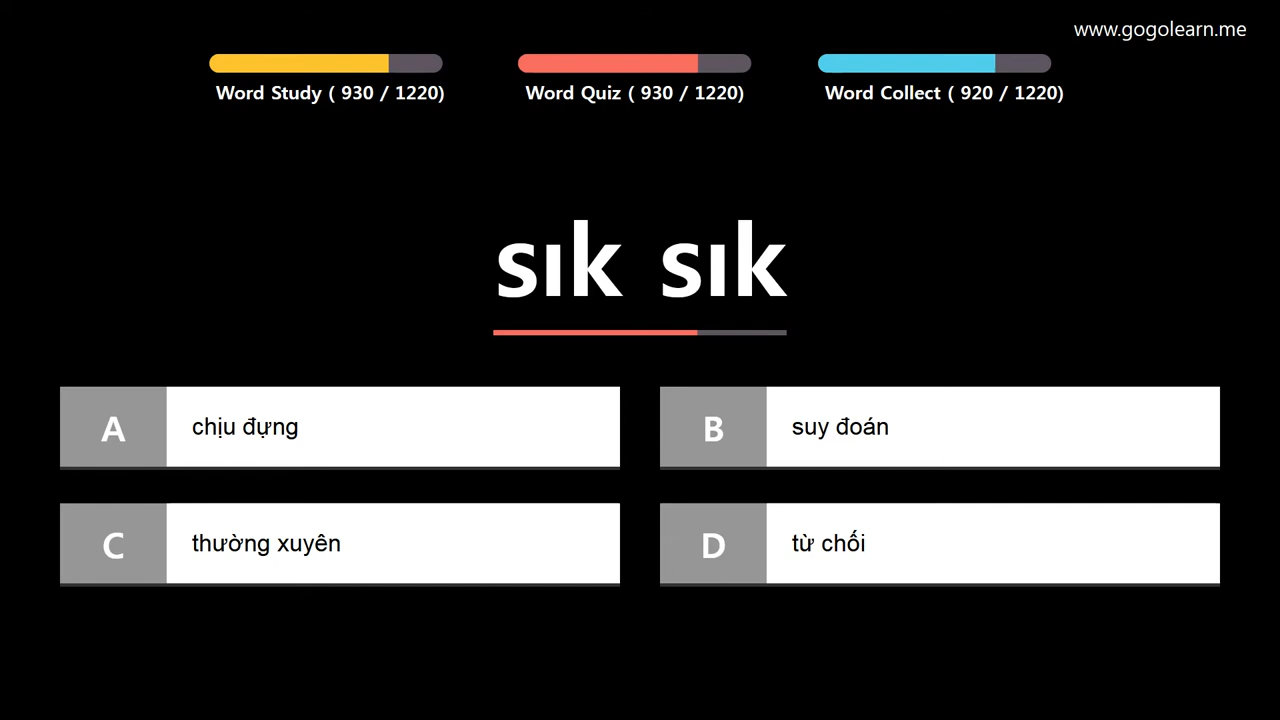 www.gogolearn.me
Word Study ( 930 / 1220)
Word Quiz ( 930 / 1220)
Word Collect ( 920 / 1220)
sık sık
A
chịu đựng
B
suy đoán
C
thường xuyên
D
từ chối